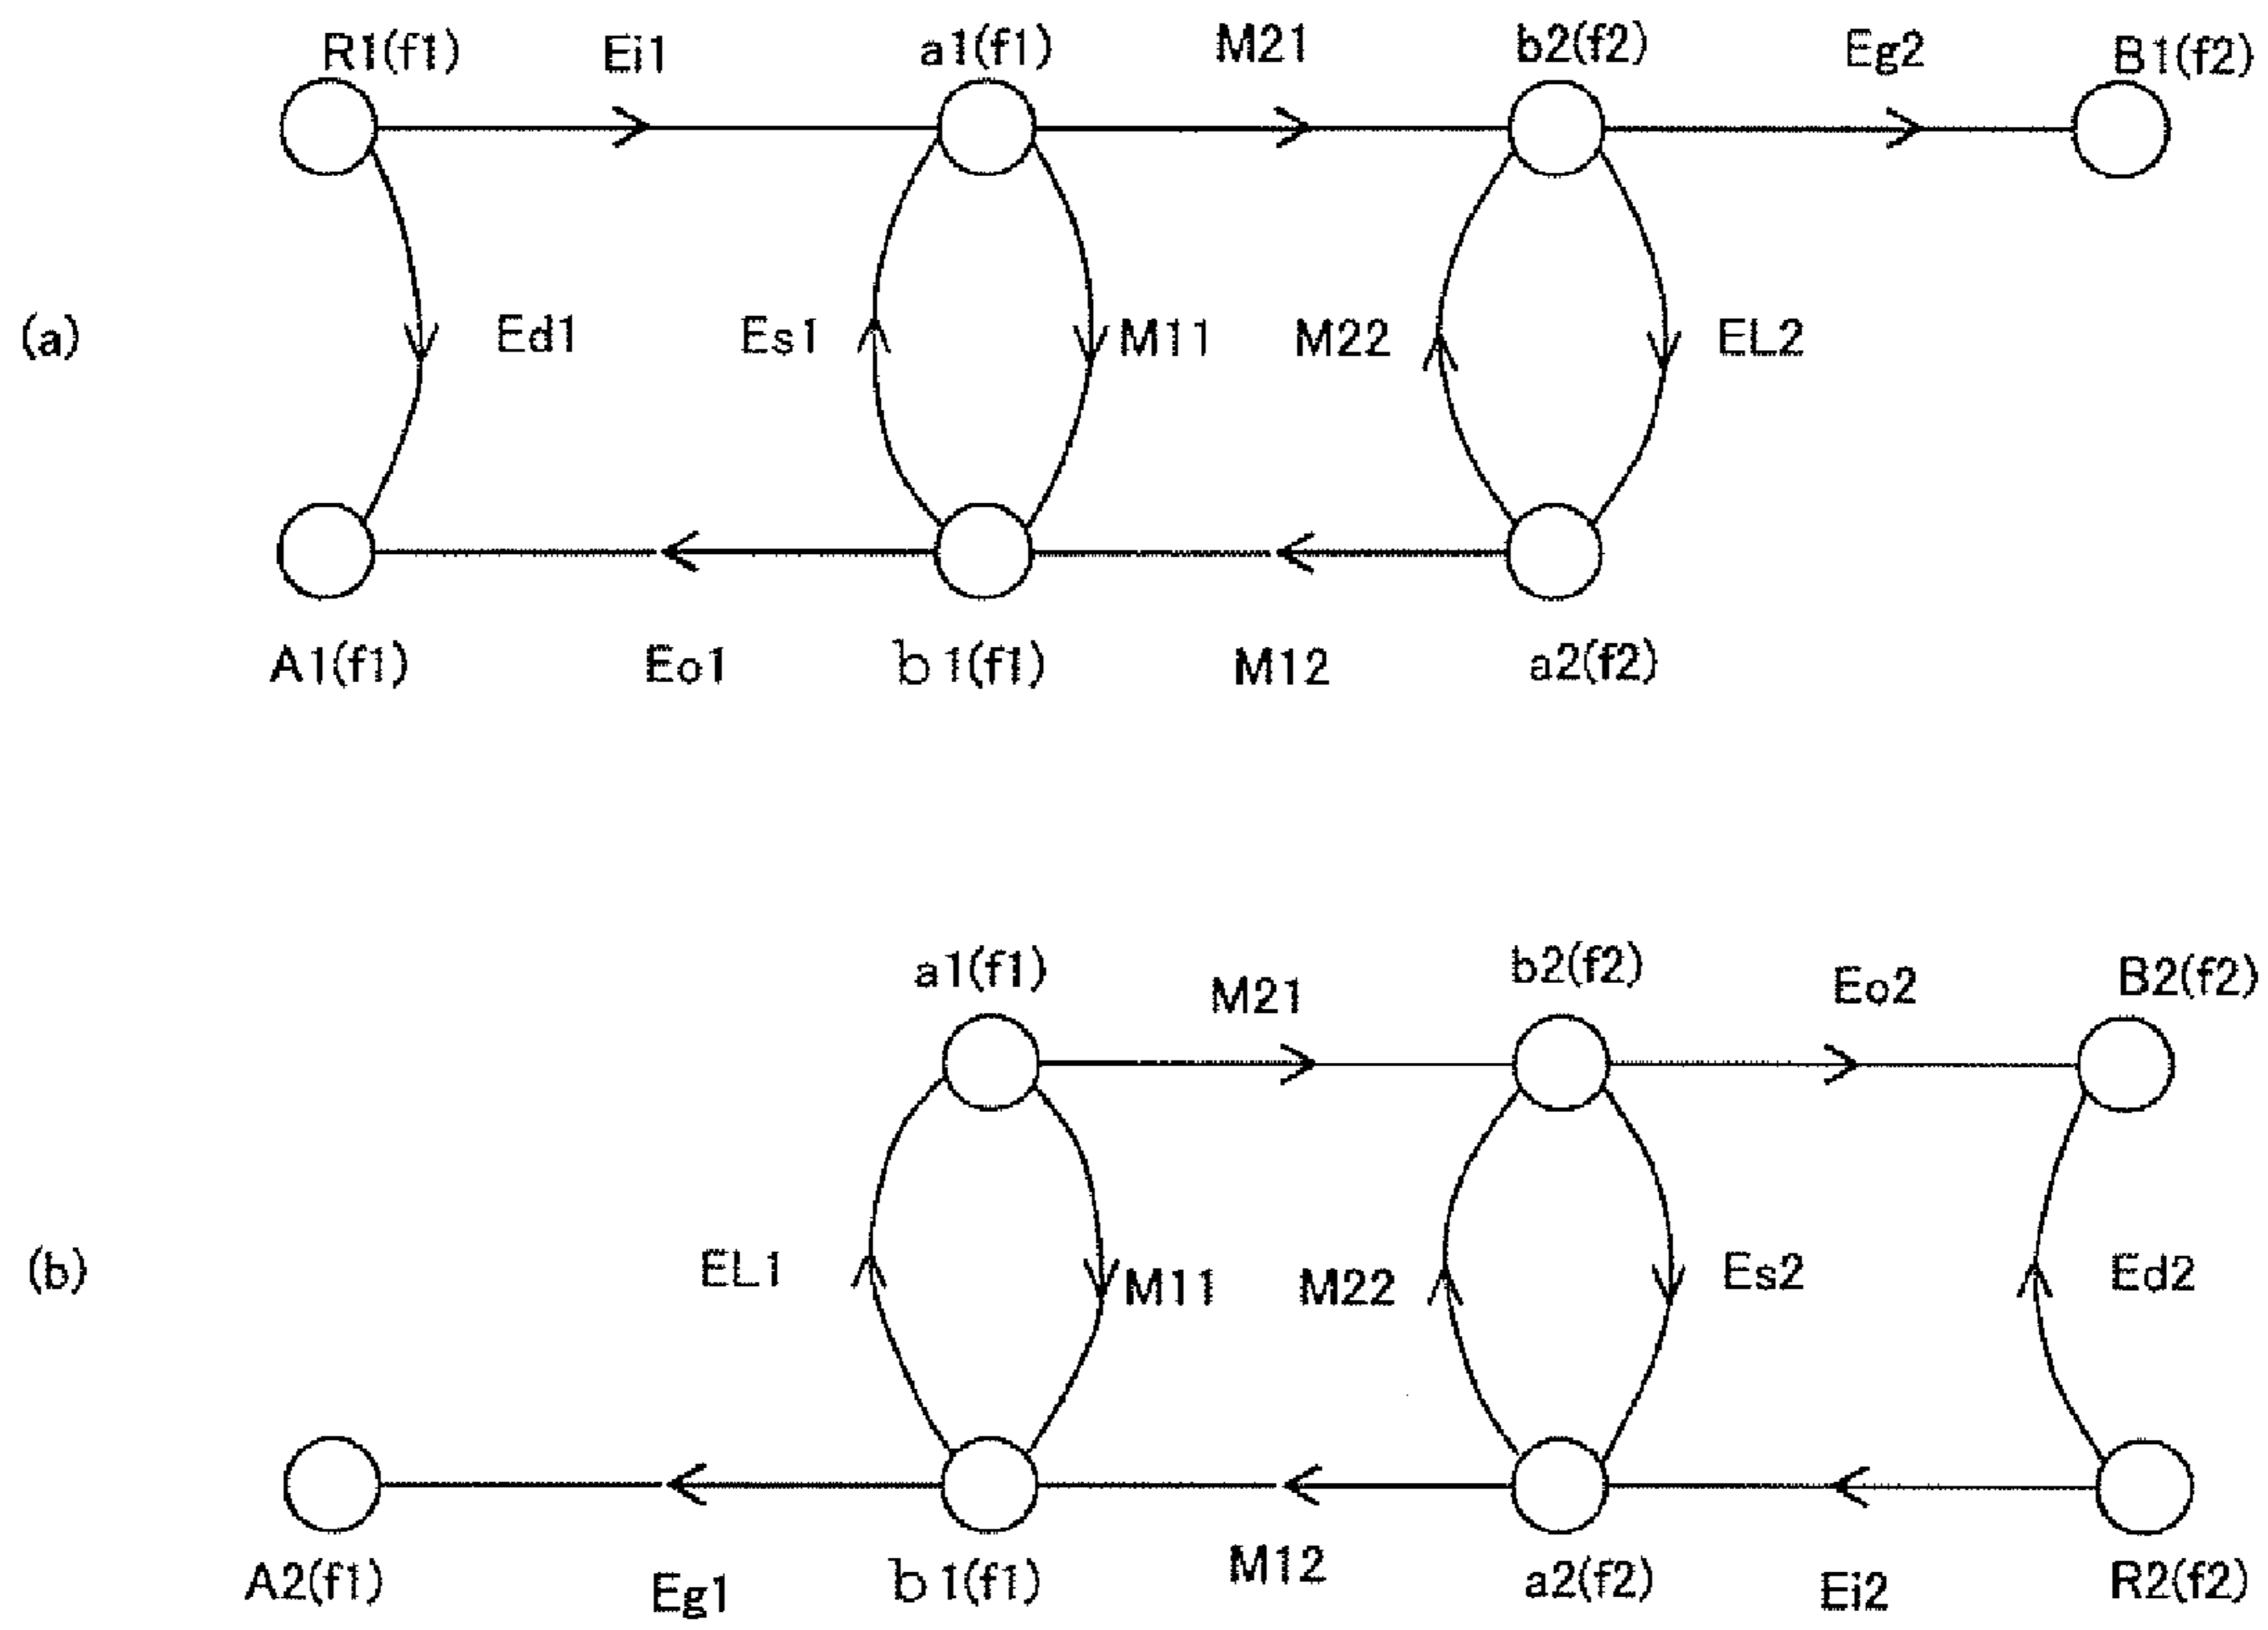 R1(f1) Ei1 a1(f1) M21 b2(f2) Eg2 B1(f2)
(a) Ed1 Es1 M11 M22 EL2
A1(f1) Eo1 b1(f1) M12 a2(f2)
a1(f1) M21 b2(f2) Eo2 B2(f2)
(b) EL1 M11 M22 Es2 Ed2
A2(f1) Eg1 b1(f1) M12 a2(f2) Ei2 R2(f2)